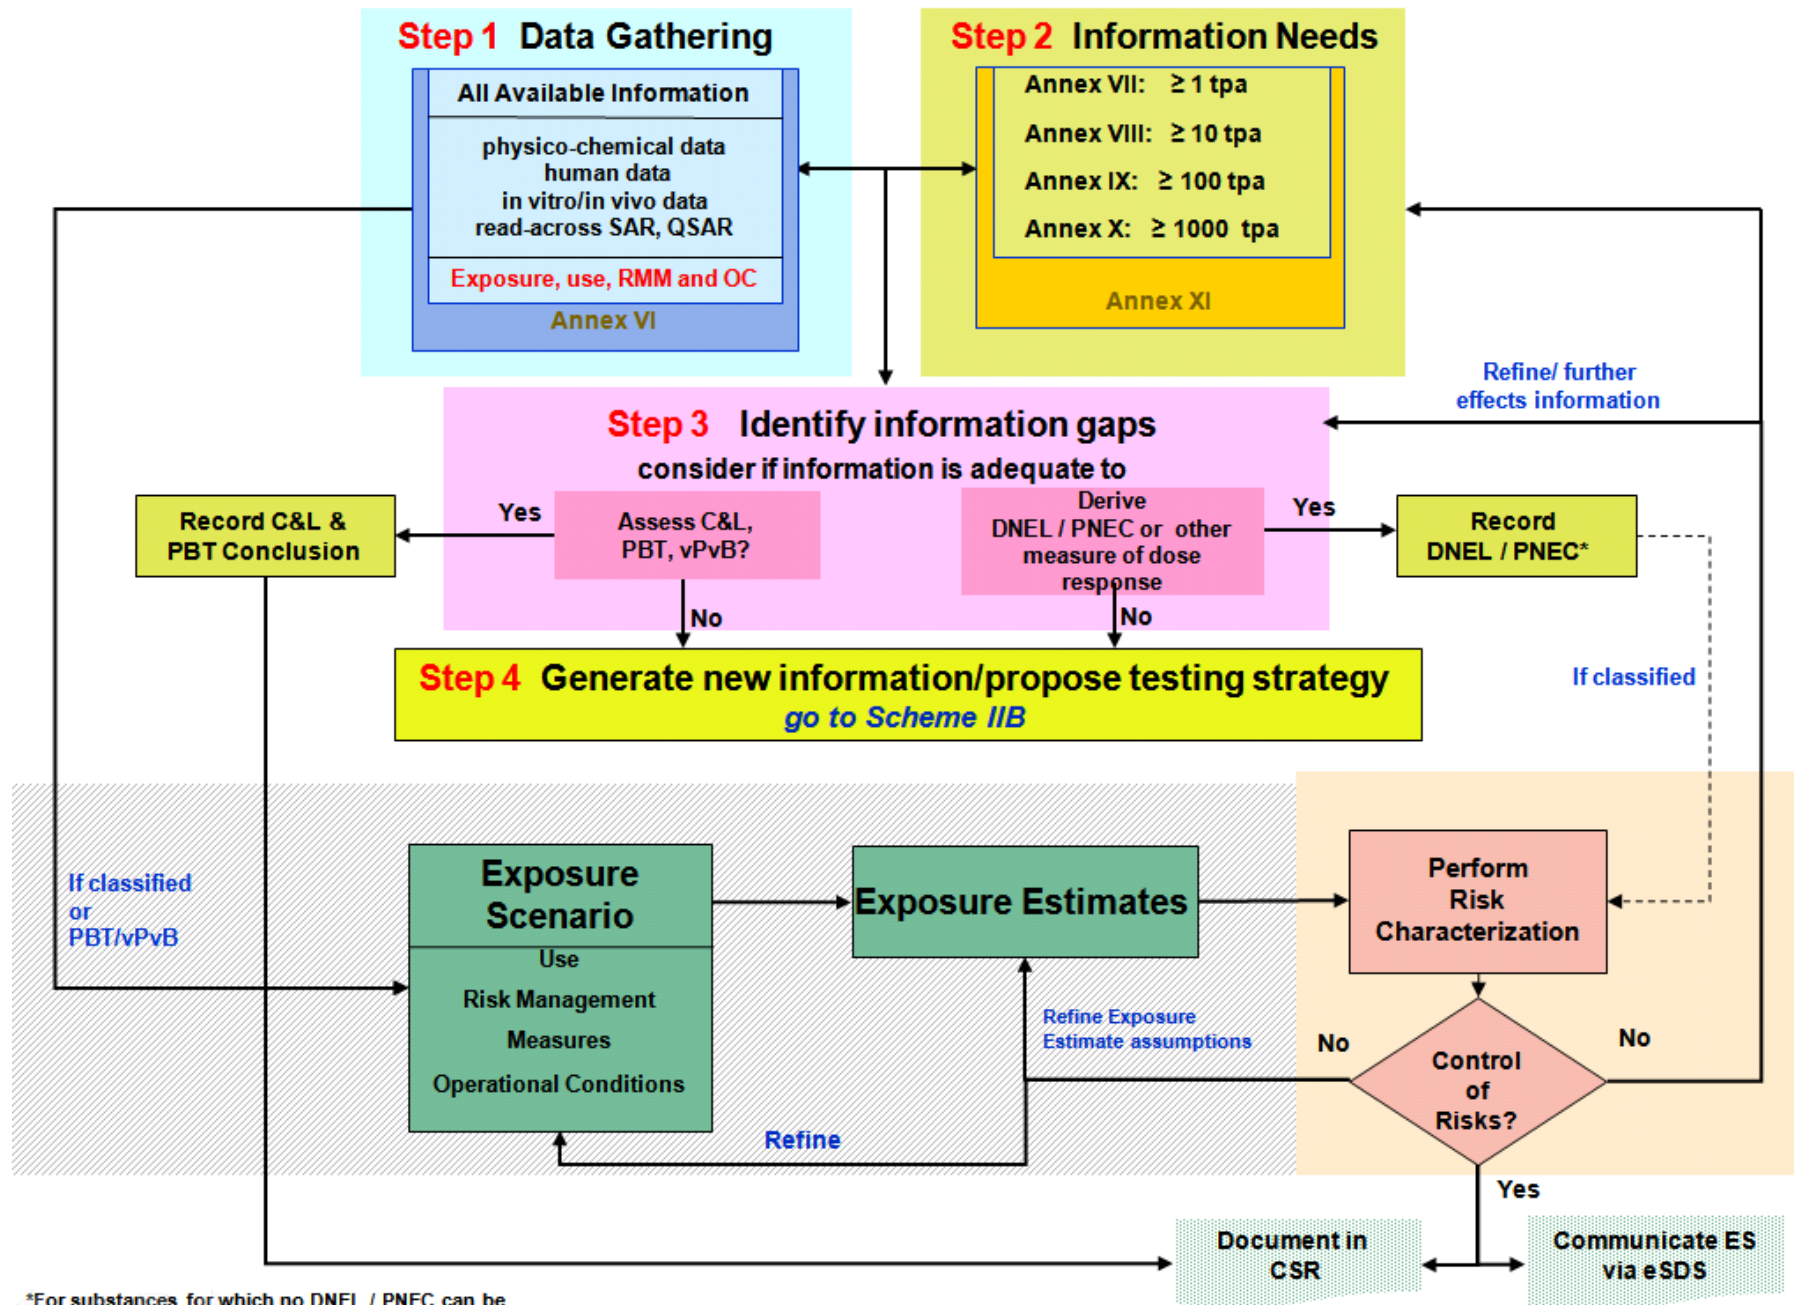 Step 1 Data Gathering
All Available Information
physico-chemical data
human data
in vitro/in vivo data
read-across SAR, QSAR
Exposure, use, RMM and OC
Annex VI
Step 2 Information Needs
Annex VII: ≥ 1 tpa
Annex VIII: ≥ 10 tpa
Annex IX: ≥ 100 tpa
Annex X: ≥ 1000 tpa
Annex XI
Refine/ further
effects information
Step 3 Identify information gaps
consider if information is adequate to
Record C&L &
PBT Conclusion
Yes
Assess C&L,
PBT, vPvB?
No
Derive
DNEL / PNEC or other
measure of dose
response
No
Yes
Record
DNEL / PNEC*
If classified
Step 4 Generate new information/propose testing strategy
go to Scheme IIB
If classified
or
PBT/vPvB
Exposure
Scenario
Use
Risk Management
Measures
Operational Conditions
Exposure Estimates
Refine Exposure
Estimate assumptions
Refine
Perform
Risk
Characterization
No
Control
of
Risks?
No
Yes
Document in
CSR
Communicate ES
via eSDS
*For substances for which no DNEL / PNEC can be